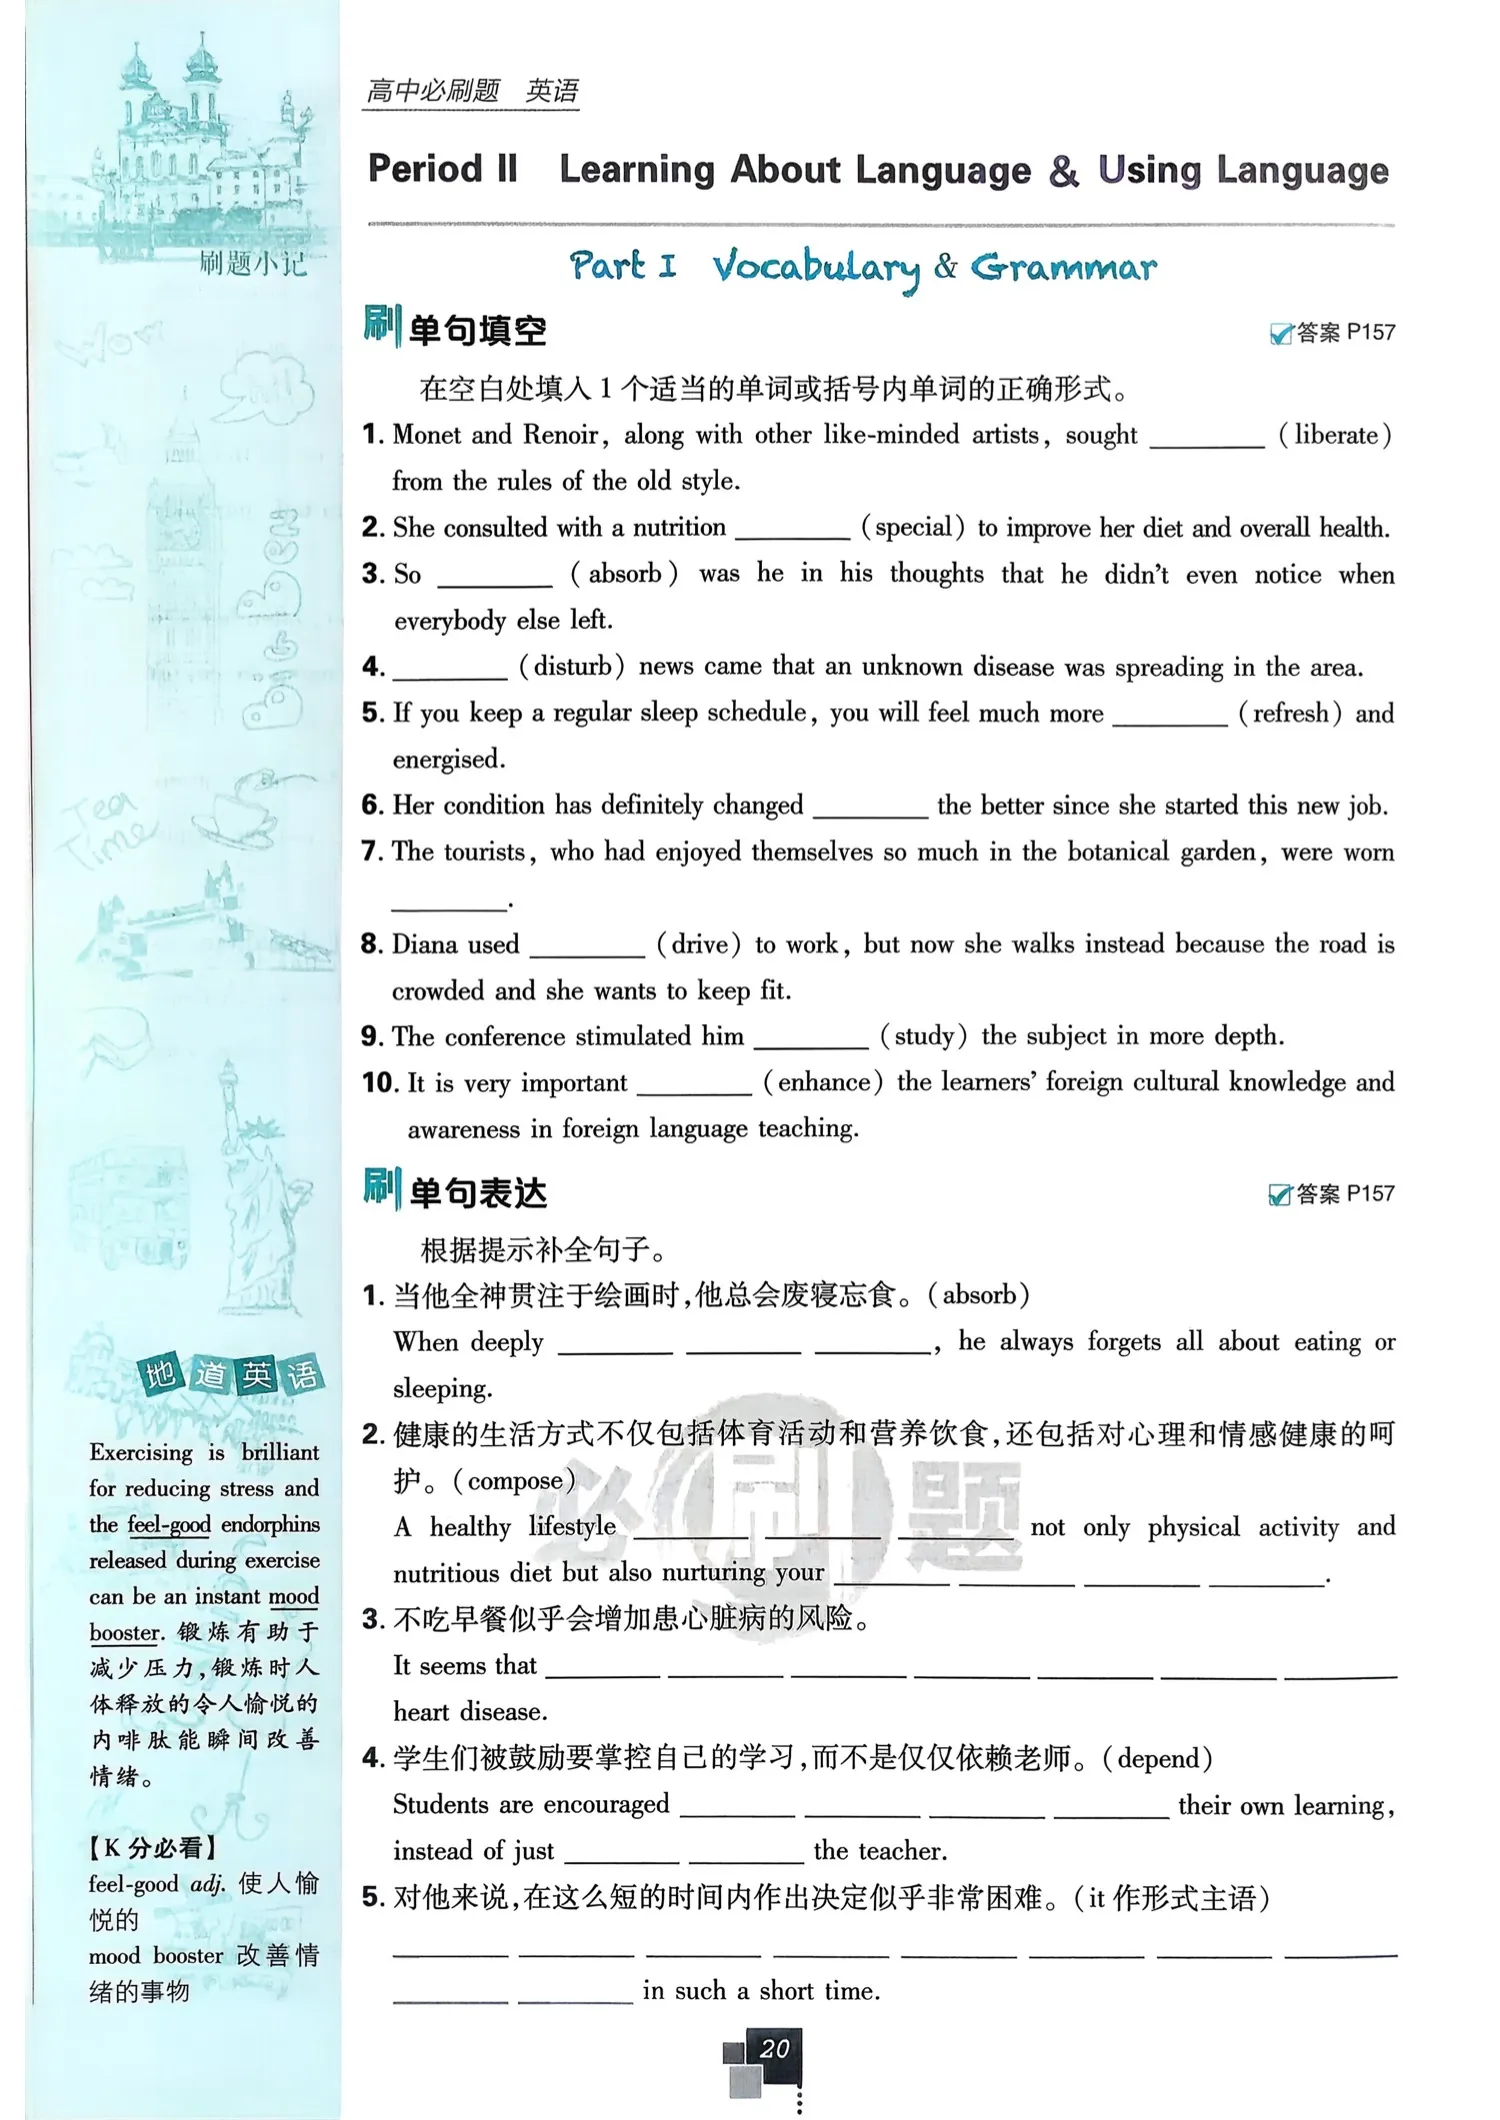 高中必刷题 英语
Period II Learning About Language & Using Language
Part I Vocabulary & Grammar
刷 单句填空
答案 P157
在空白处填入 1 个适当的单词或括号内单词的正确形式。
1. Monet and Renoir, along with other like-minded artists, sought ________ (liberate)
from the rules of the old style.
2. She consulted with a nutrition ________ (special) to improve her diet and overall health.
3. So ________ (absorb) was he in his thoughts that he didn't even notice when
everybody else left.
4. ________ (disturb) news came that an unknown disease was spreading in the area.
5. If you keep a regular sleep schedule, you will feel much more ________ (refresh) and
energised.
6. Her condition has definitely changed ________ the better since she started this new job.
7. The tourists, who had enjoyed themselves so much in the botanical garden, were worn
________.
8. Diana used ________ (drive) to work, but now she walks instead because the road is
crowded and she wants to keep fit.
9. The conference stimulated him ________ (study) the subject in more depth.
10. It is very important ________ (enhance) the learners' foreign cultural knowledge and
awareness in foreign language teaching.
刷 单句表达
答案 P157
根据提示补全句子。
1. 当他全神贯注于绘画时,他总会废寝忘食。(absorb)
When deeply ________ ________ ________, he always forgets all about eating or
sleeping.
2. 健康的生活方式不仅包括体育活动和营养饮食,还包括对心理和情感健康的呵
护。(compose)
A healthy lifestyle ________ ________ ________ not only physical activity and
nutritious diet but also nurturing your ________ ________ ________ ________.
3. 不吃早餐似乎会增加患心脏病的风险。
It seems that ________ ________ ________ ________ ________ ________ ________
heart disease.
4. 学生们被鼓励要掌控自己的学习,而不是仅仅依赖老师。(depend)
Students are encouraged ________ ________ ________ ________ their own learning,
instead of just ________ ________ the teacher.
5. 对他来说,在这么短的时间内作出决定似乎非常困难。(it 作形式主语)
________ ________ ________ ________ ________ ________ ________ ________
________ ________ in such a short time.
必刷题
20
刷题小记
Wow
Big Ben
Tea
Time
地道英语
Exercising is brilliant
for reducing stress and
the feel-good endorphins
released during exercise
can be an instant mood
booster. 锻炼有助于
减少压力,锻炼时人
体释放的令人愉悦的
内啡肽能瞬间改善
情绪。
【K 分必看】
feel-good adj. 使人愉
悦的
mood booster 改善情
绪的事物